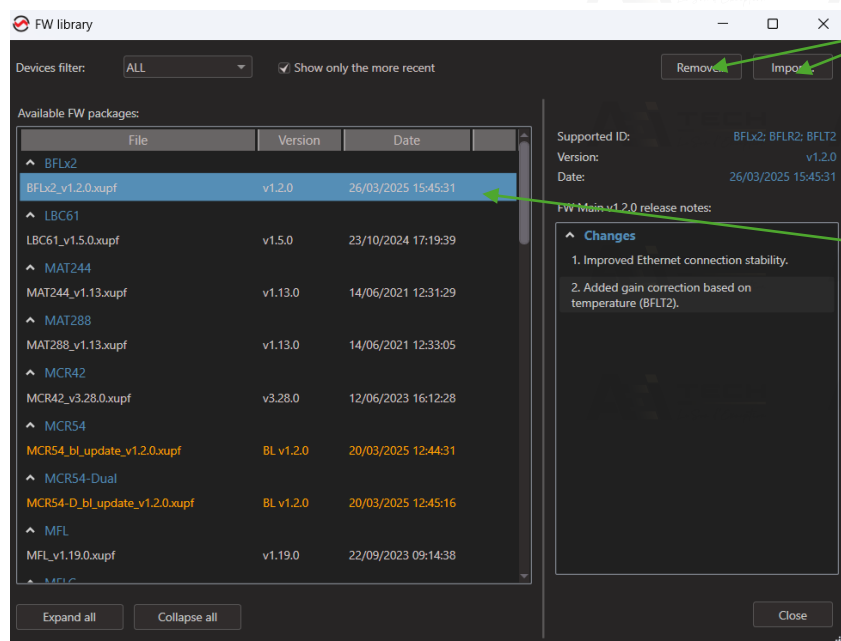 FW library
Devices filter:
ALL
Show only the more recent
Remove
Import...
Available FW packages:
File Version Date
BFLx2
BFLx2_v1.2.0.xupf v1.2.0 26/03/2025 15:45:31
LBC61
LBC61_v1.5.0.xupf v1.5.0 23/10/2024 17:19:39
MAT244
MAT244_v1.13.xupf v1.13.0 14/06/2021 12:31:29
MAT288
MAT288_v1.13.xupf v1.13.0 14/06/2021 12:33:05
MCR42
MCR42_v3.28.0.xupf v3.28.0 12/06/2023 16:12:28
MCR54
MCR54_bl_update_v1.2.0.xupf BL v1.2.0 20/03/2025 12:44:31
MCR54-Dual
MCR54-D_bl_update_v1.2.0.xupf BL v1.2.0 20/03/2025 12:45:16
MFL
MFL_v1.19.0.xupf v1.19.0 22/09/2023 09:14:38
Expand all
Collapse all
Supported ID: BFLx2; BFLR2; BFLT2
Version: v1.2.0
Date: 26/03/2025 15:45:31
FW Main v1.2.0 release notes:
Changes
1. Improved Ethernet connection stability.
2. Added gain correction based on
temperature (BFLT2).
Close